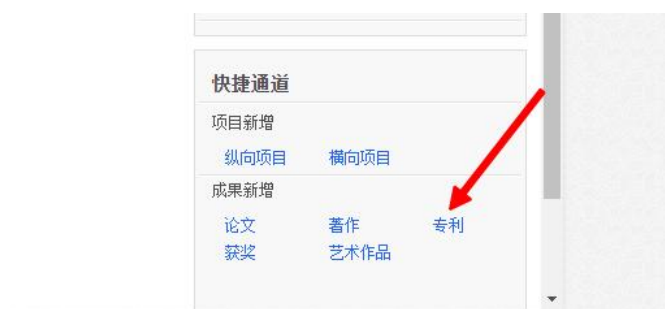 快捷通道
项目新增
纵向项目 横向项目
成果新增
论文 著作 专利
获奖 艺术作品